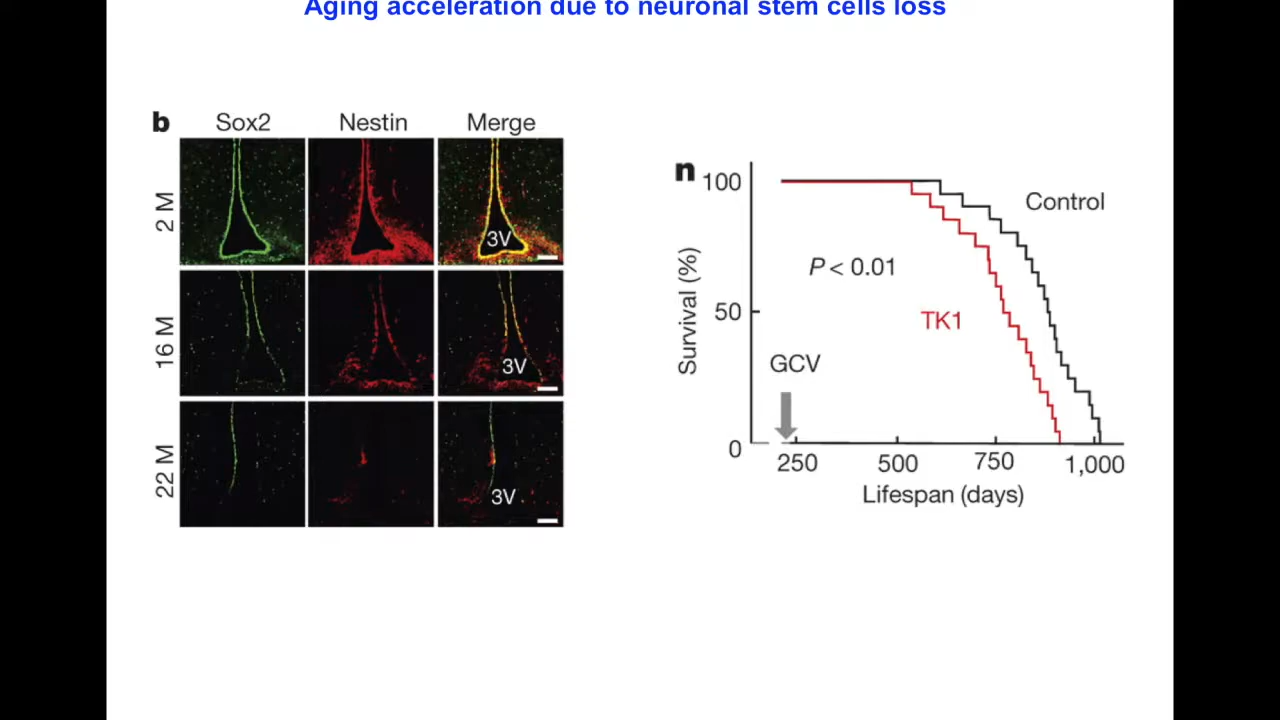 Aging acceleration due to neuronal stem cells loss
b
Sox2 Nestin Merge
2 M
3V
16 M
3V
22 M
3V
n
100
50
0
Survival (%)
Control
P < 0.01
TK1
GCV
250 500 750 1,000
Lifespan (days)